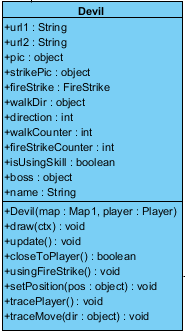 Devil
+url1 : String
+url2 : String
+pic : object
+strikePic : object
+fireStrike : FireStrike
+walkDir : object
+direction : int
+walkCounter : int
+fireStrikeCounter : int
+isUsingSkill : boolean
+boss : object
+name : String
+Devil(map : Map1, player : Player)
+draw(ctx) : void
+update() : void
+closeToPlayer() : boolean
+usingFireStrike() : void
+setPosition(pos : object) : void
+tracePlayer() : void
+traceMove(dir : object) : void